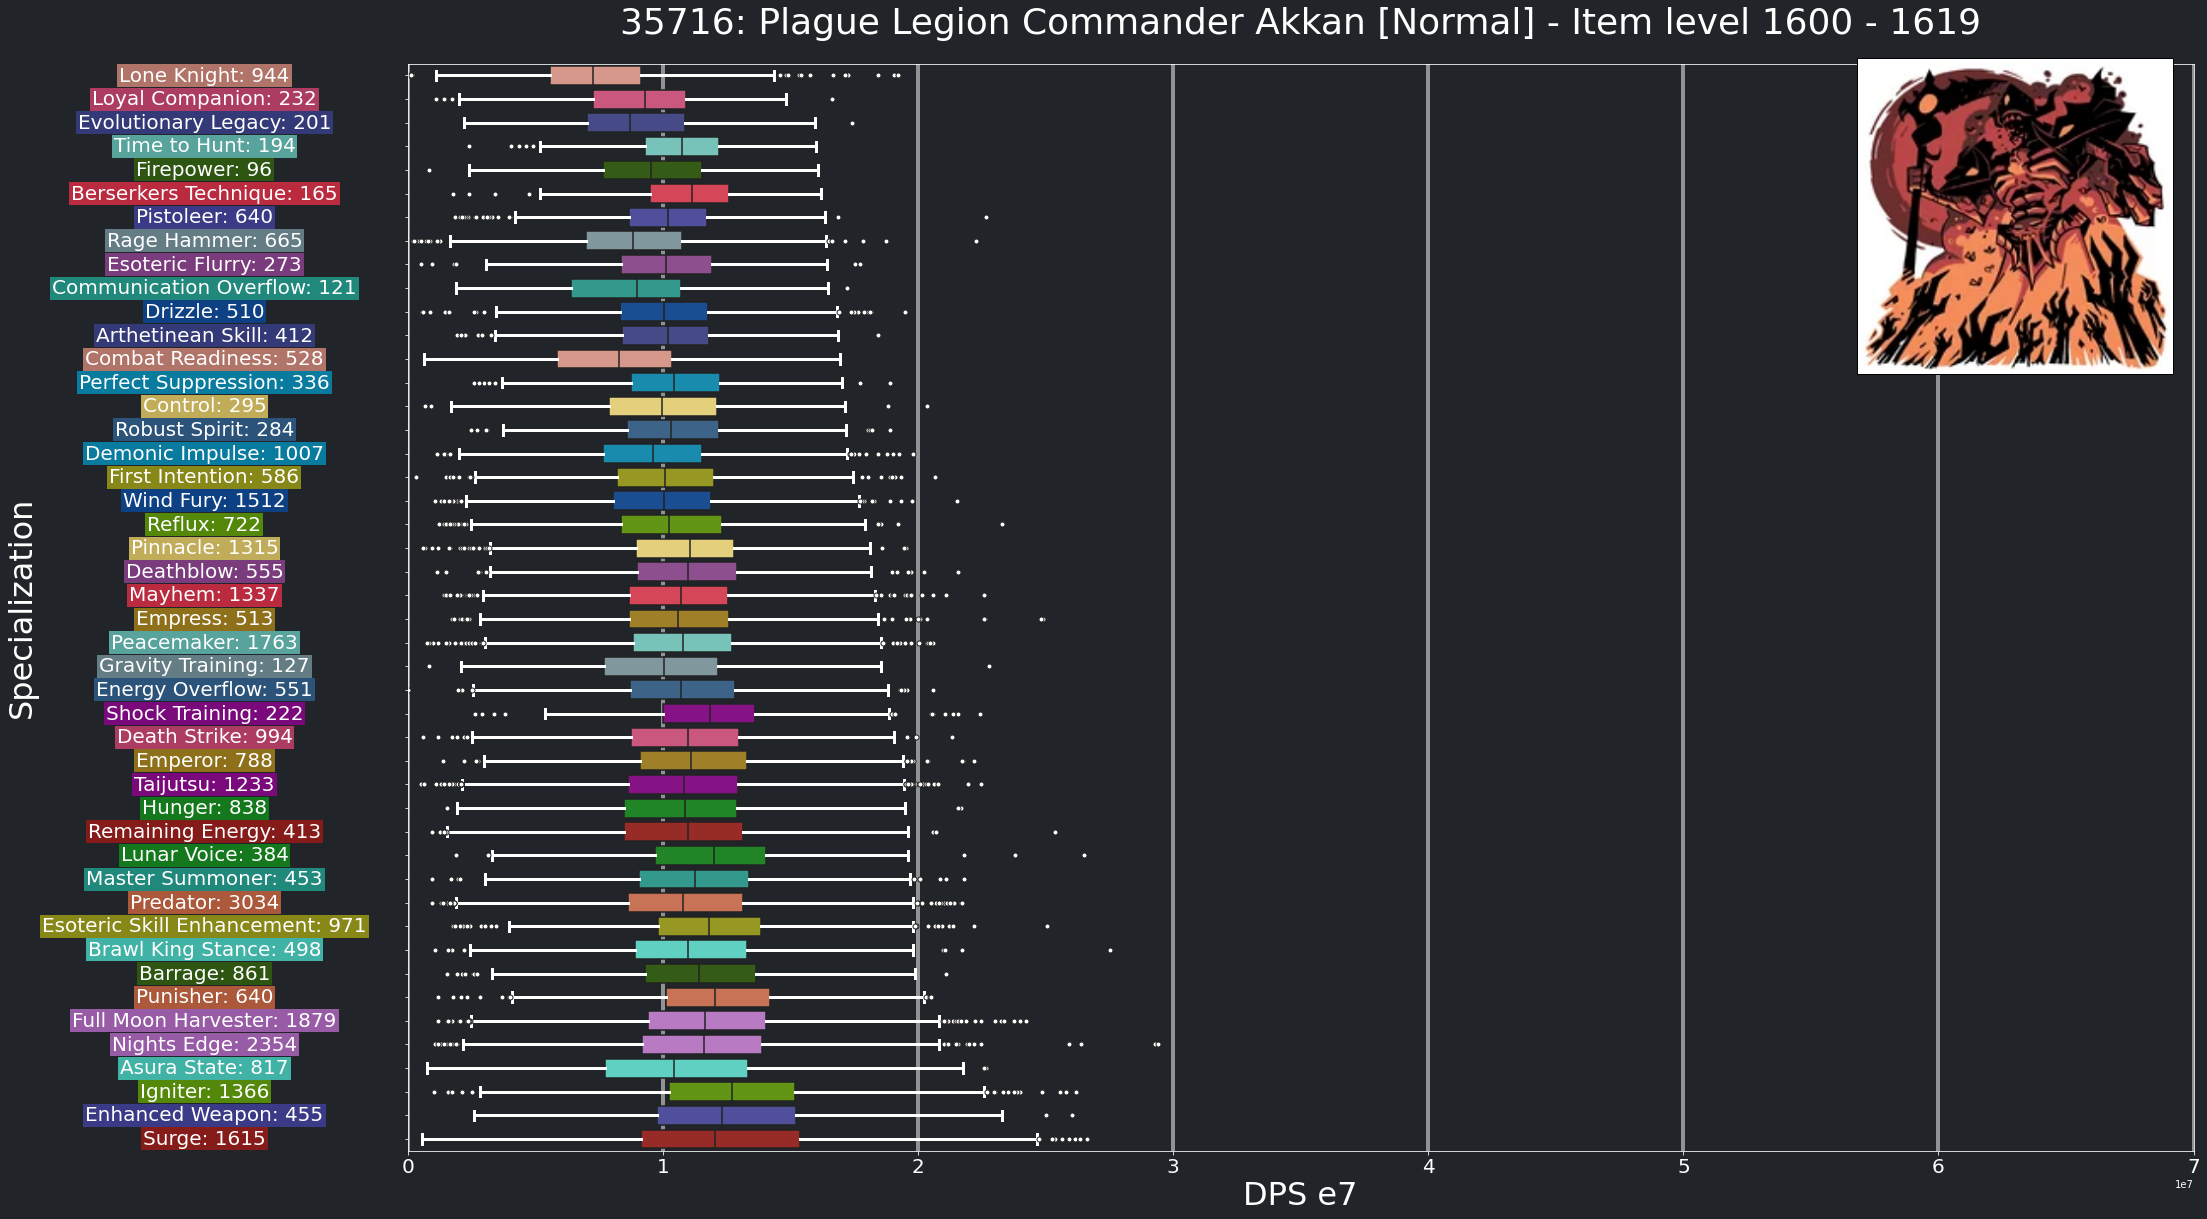 35716: Plague Legion Commander Akkan [Normal] - Item level 1600 - 1619
Specialization
Lone Knight: 944
Loyal Companion: 232
Evolutionary Legacy: 201
Time to Hunt: 194
Firepower: 96
Berserkers Technique: 165
Pistoleer: 640
Rage Hammer: 665
Esoteric Flurry: 273
Communication Overflow: 121
Drizzle: 510
Arthetinean Skill: 412
Combat Readiness: 528
Perfect Suppression: 336
Control: 295
Robust Spirit: 284
Demonic Impulse: 1007
First Intention: 586
Wind Fury: 1512
Reflux: 722
Pinnacle: 1315
Deathblow: 555
Mayhem: 1337
Empress: 513
Peacemaker: 1763
Gravity Training: 127
Energy Overflow: 551
Shock Training: 222
Death Strike: 994
Emperor: 788
Taijutsu: 1233
Hunger: 838
Remaining Energy: 413
Lunar Voice: 384
Master Summoner: 453
Predator: 3034
Esoteric Skill Enhancement: 971
Brawl King Stance: 498
Barrage: 861
Punisher: 640
Full Moon Harvester: 1879
Nights Edge: 2354
Asura State: 817
Igniter: 1366
Enhanced Weapon: 455
Surge: 1615
0 1 2 3 4 5 6 7
DPS e7
1e7